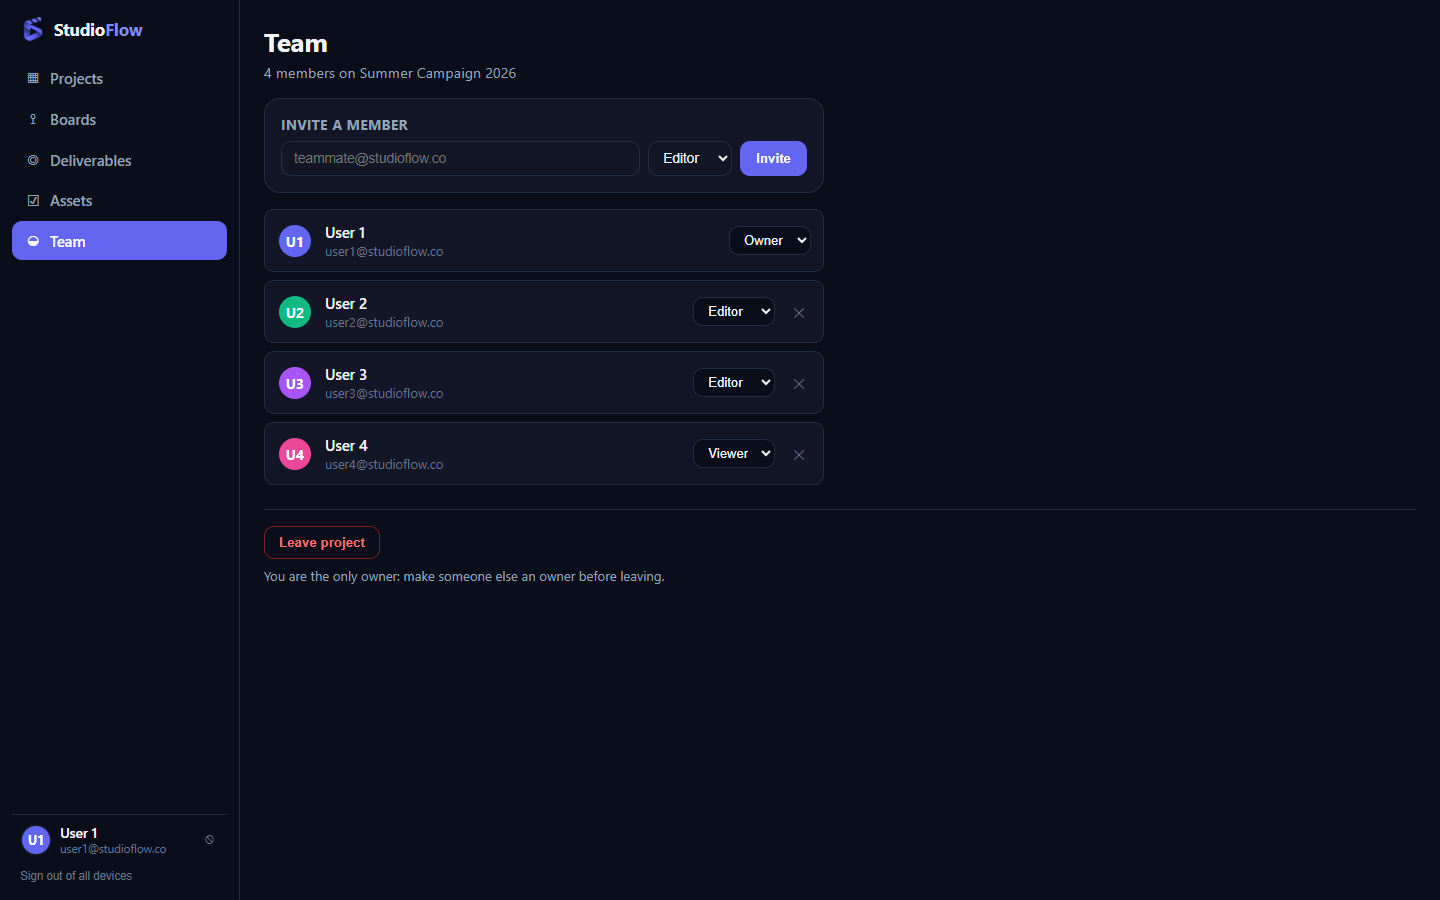 StudioFlow
Projects
Boards
Deliverables
Assets
Team
User 1
user1@studioflow.co
Sign out of all devices
U1
Team
4 members on Summer Campaign 2026
INVITE A MEMBER
teammate@studioflow.co
Editor
Invite
U1
User 1
user1@studioflow.co
Owner
U2
User 2
user2@studioflow.co
Editor
U3
User 3
user3@studioflow.co
Editor
U4
User 4
user4@studioflow.co
Viewer
Leave project
You are the only owner: make someone else an owner before leaving.